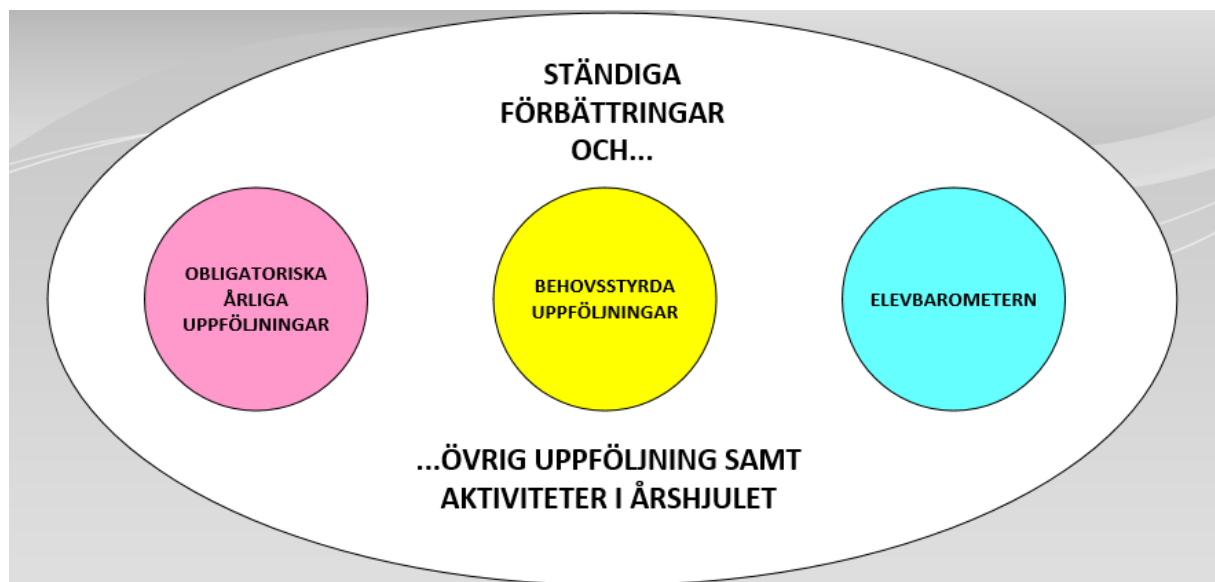 STÄNDIGA
FÖRBÄTTRINGAR
OCH...
OBLIGATORISKA
ÅRLIGA
UPPFÖLJNINGAR
BEHOVSSTYRDA
UPPFÖLJNINGAR
ELEVBAROMETERN
...ÖVRIG UPPFÖLJNING SAMT
AKTIVITETER I ÅRSHJULET